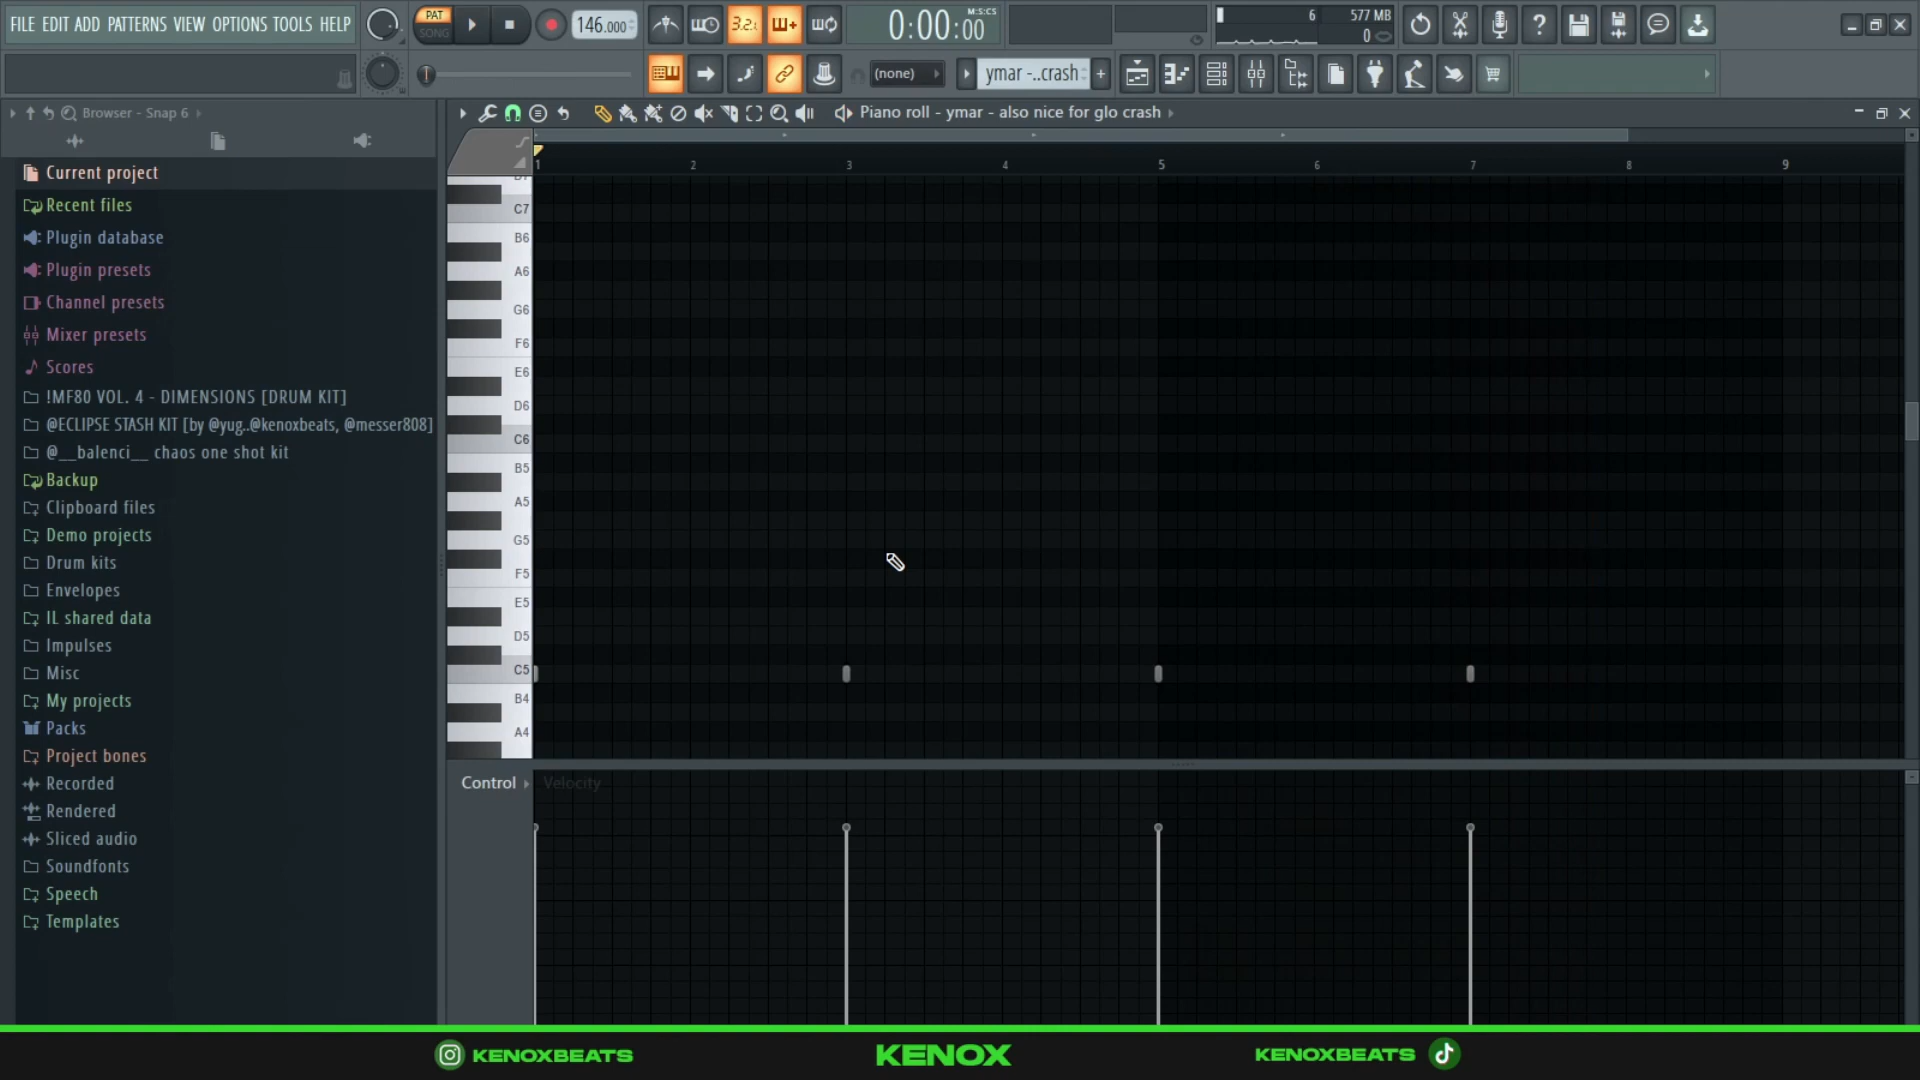 FILE EDIT ADD PATTERNS VIEW OPTIONS TOOLS HELP
PAT
SONG
146.000
3.2.
0:00:00
M:S:CS
6
577 MB
0
(none)
ymar -..crash
+
Browser - Snap 6
Piano roll - ymar - also nice for glo crash
Current project
Recent files
Plugin database
Plugin presets
Channel presets
Mixer presets
Scores
!MF80 VOL. 4 - DIMENSIONS [DRUM KIT]
@ECLIPSE STASH KIT [by @yug..@kenoxbeats, @messer808]
@__balenci__ chaos one shot kit
Backup
Clipboard files
Demo projects
Drum kits
Envelopes
IL shared data
Impulses
Misc
My projects
Packs
Project bones
Recorded
Rendered
Sliced audio
Soundfonts
Speech
Templates
1 2 3 4 5 6 7 8 9
C7
B6
A6
G6
F6
E6
D6
C6
B5
A5
G5
F5
E5
D5
C5
B4
A4
Control
Velocity
KENOXBEATS
KENOX
KENOXBEATS